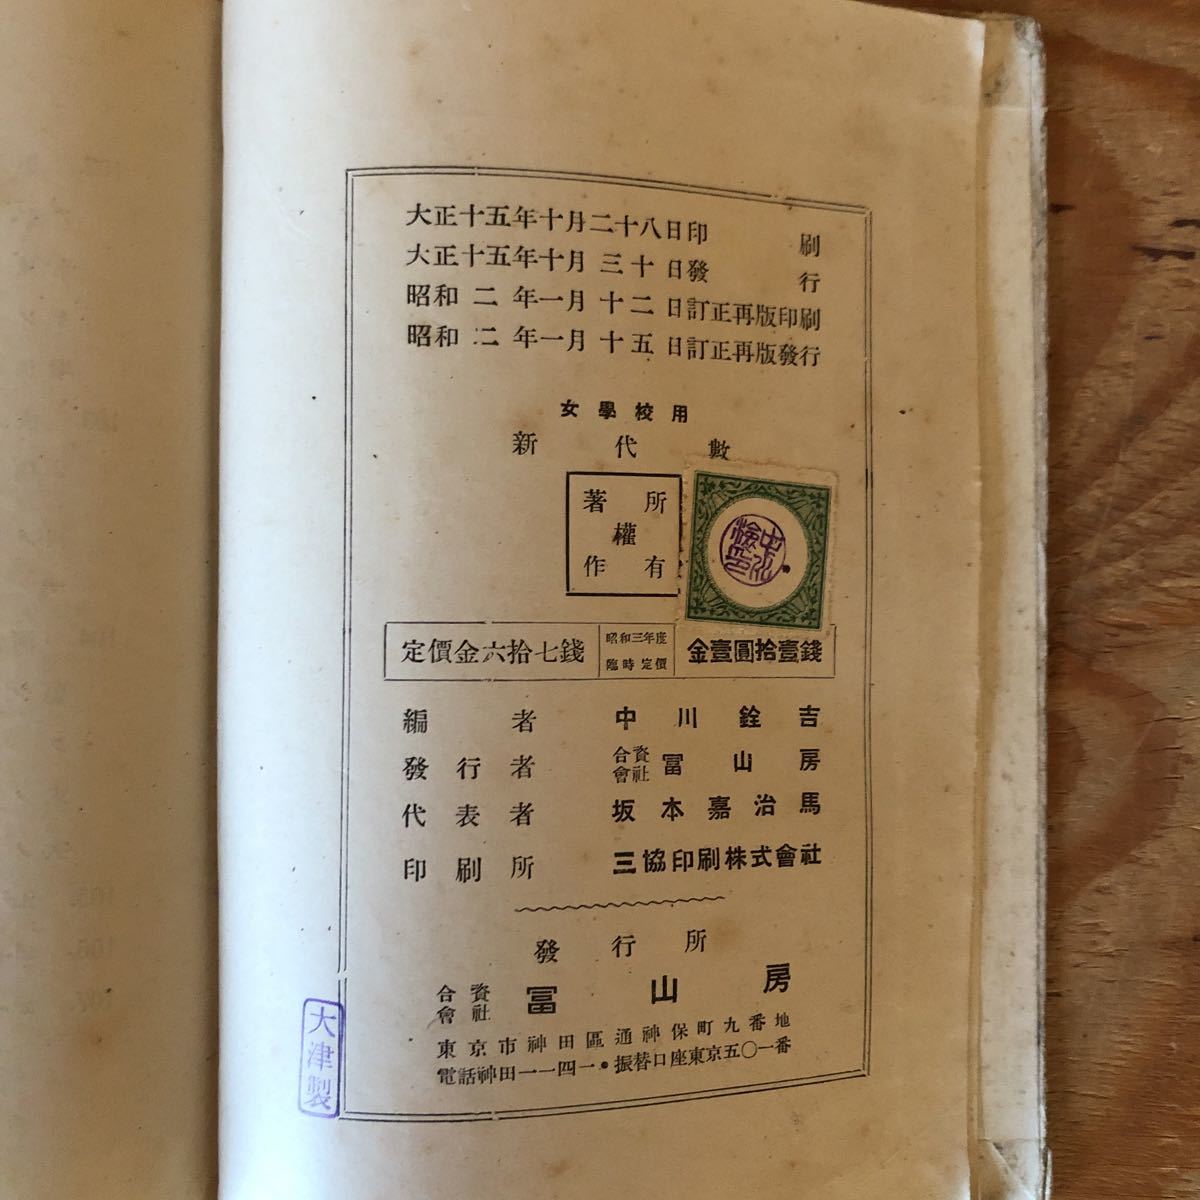 大正十五年十月二十八日印刷
大正十五年十月三十日發行
昭和二年一月十二日訂正再版印刷
昭和二年一月十五日訂正再版發行
女學校用
新代數
著所
權
作有
中川
檢印
定價金六拾七錢
昭和三年度
臨時定價
金壹圓拾壹錢
編者 中川銓吉
發行者 合資會社 冨山房
代表者 坂本嘉治馬
印刷所 三協印刷株式會社
發行所
合資會社 冨山房
東京市神田區通神保町九番地
電話神田一一四一・振替口座東京五〇一番
大津製